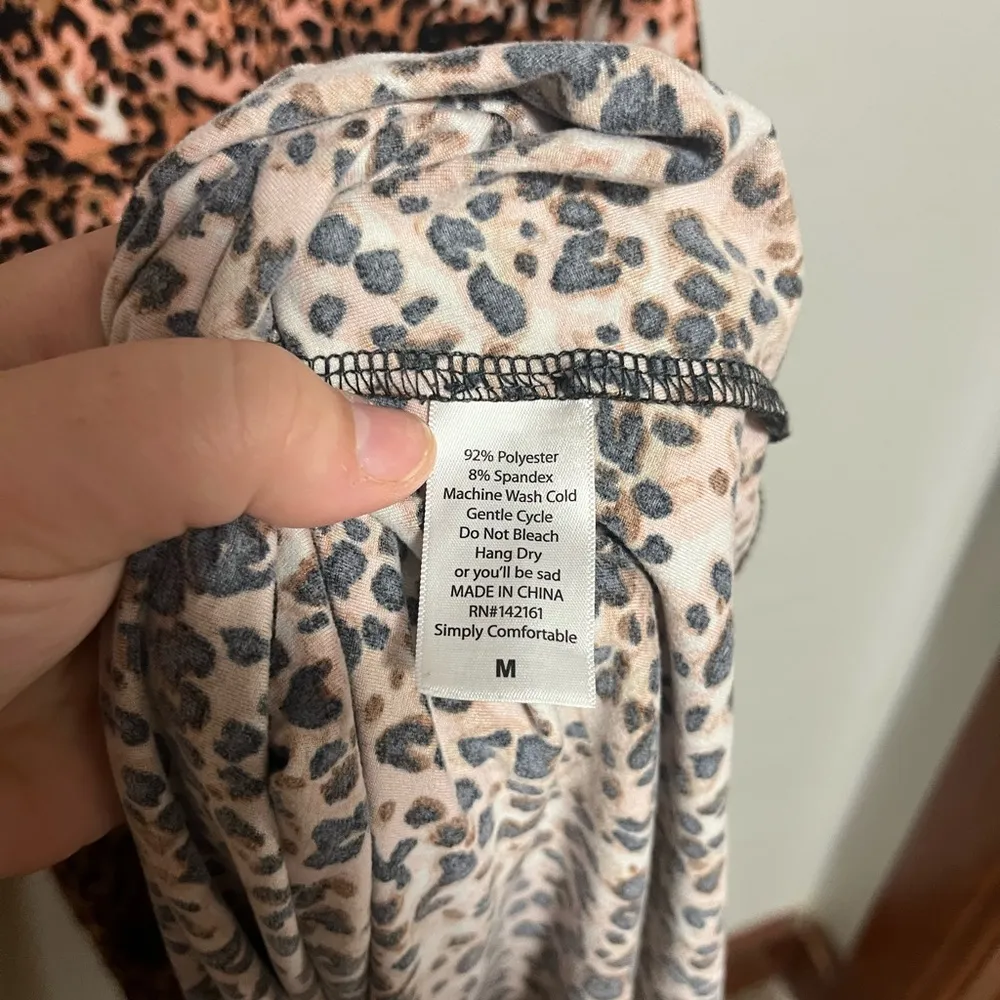 92% Polyester
8% Spandex
Machine Wash Cold
Gentle Cycle
Do Not Bleach
Hang Dry
or you'll be sad
MADE IN CHINA
RN#142161
Simply Comfortable
M